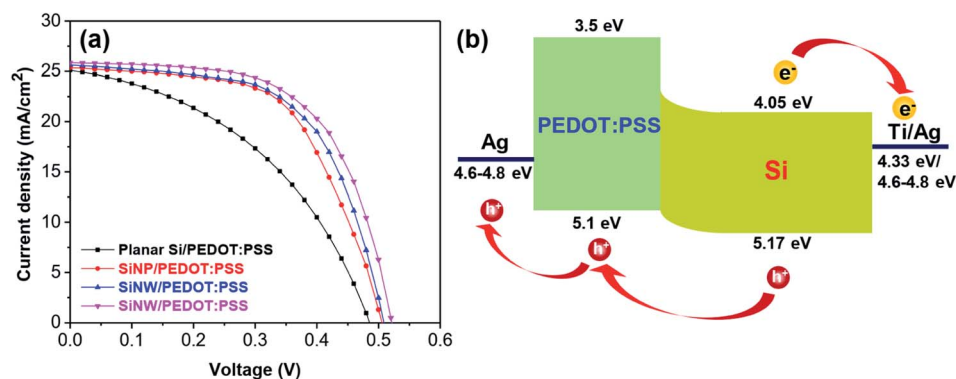 (a)
30
25
20
15
10
5
0
Current density (mA/cm²)
Planar Si/PEDOT:PSS
SiNP/PEDOT:PSS
SiNW/PEDOT:PSS
SiNW/PEDOT:PSS
0.0 0.1 0.2 0.3 0.4 0.5 0.6
Voltage (V)
(b)
3.5 eV
e⁻
4.05 eV
e⁻
PEDOT:PSS
Ag
Ti/Ag
4.6-4.8 eV
Si
4.33 eV/
4.6-4.8 eV
h⁺
5.1 eV
h⁺
5.17 eV
h⁺